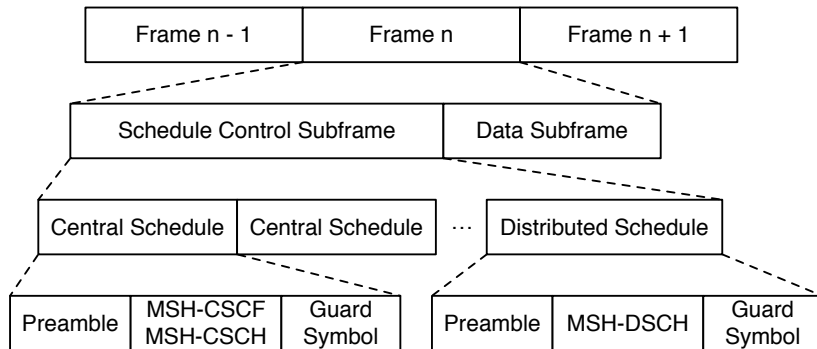 Frame n - 1 Frame n Frame n + 1
Schedule Control Subframe Data Subframe
Central Schedule Central Schedule ... Distributed Schedule
Preamble MSH-CSCF MSH-CSCH Guard Symbol Preamble MSH-DSCH Guard Symbol